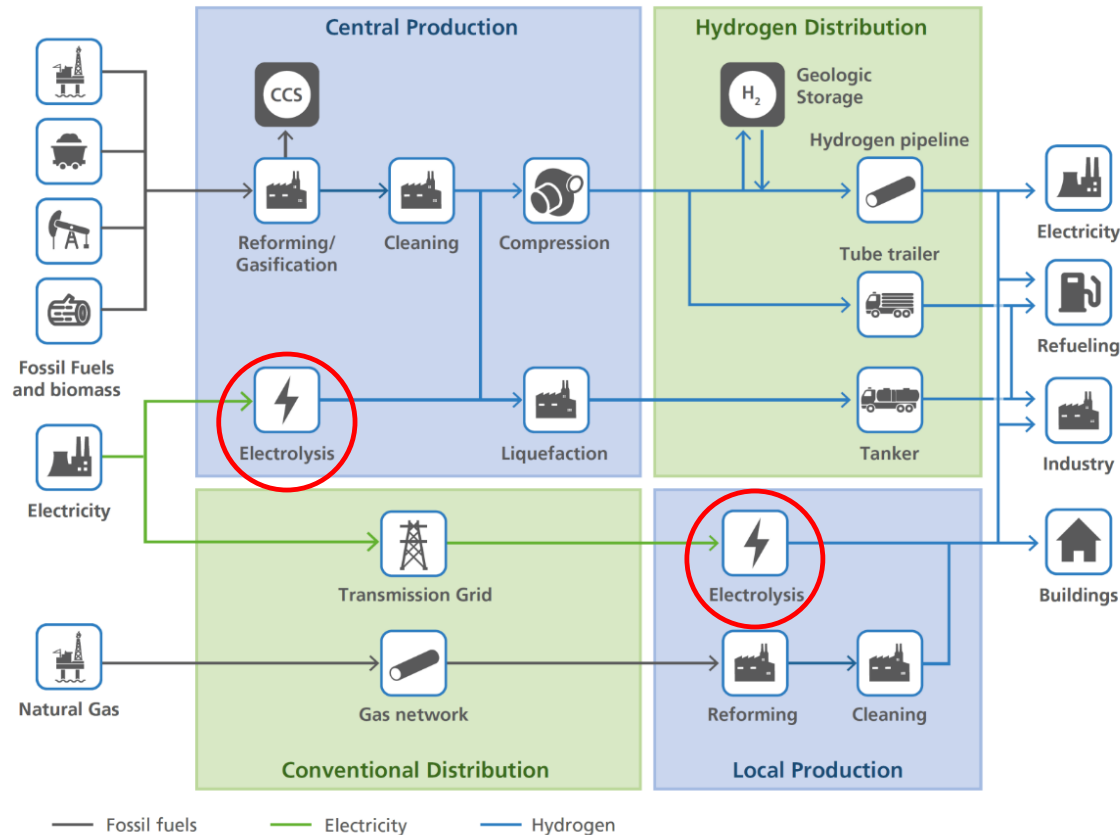 Central Production
Hydrogen Distribution
CCS
H2
Geologic
Storage
Hydrogen pipeline
Reforming/
Gasification
Cleaning
Compression
Electricity
Tube trailer
Refueling
Fossil Fuels
and biomass
Electrolysis
Liquefaction
Tanker
Industry
Electricity
Transmission Grid
Electrolysis
Buildings
Natural Gas
Gas network
Reforming
Cleaning
Conventional Distribution
Local Production
Fossil fuels
Electricity
Hydrogen